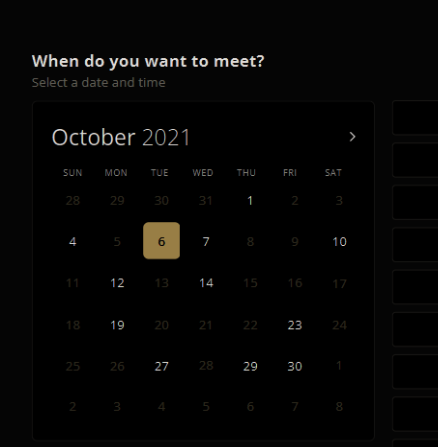 When do you want to meet?
Select a date and time
October 2021
SUN MON TUE WED THU FRI SAT
28 29 30 31 1 2 3
4 5 6 7 8 9 10
11 12 13 14 15 16 17
18 19 20 21 22 23 24
25 26 27 28 29 30 1
2 3 4 5 6 7 8